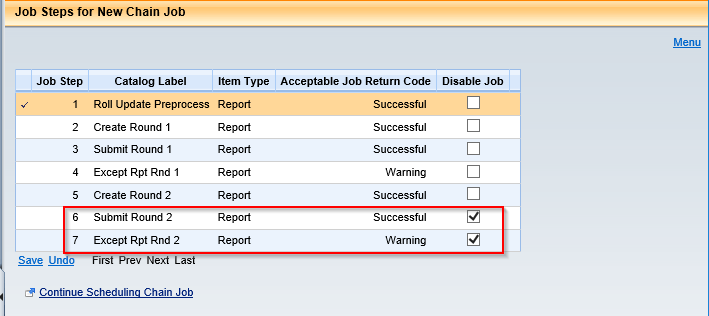 Job Steps for New Chain Job
Menu
Job Step Catalog Label Item Type Acceptable Job Return Code Disable Job
1 Roll Update Preprocess Report Successful
2 Create Round 1 Report Successful
3 Submit Round 1 Report Successful
4 Except Rpt Rnd 1 Report Warning
5 Create Round 2 Report Successful
6 Submit Round 2 Report Successful
7 Except Rpt Rnd 2 Report Warning
Save Undo First Prev Next Last
Continue Scheduling Chain Job